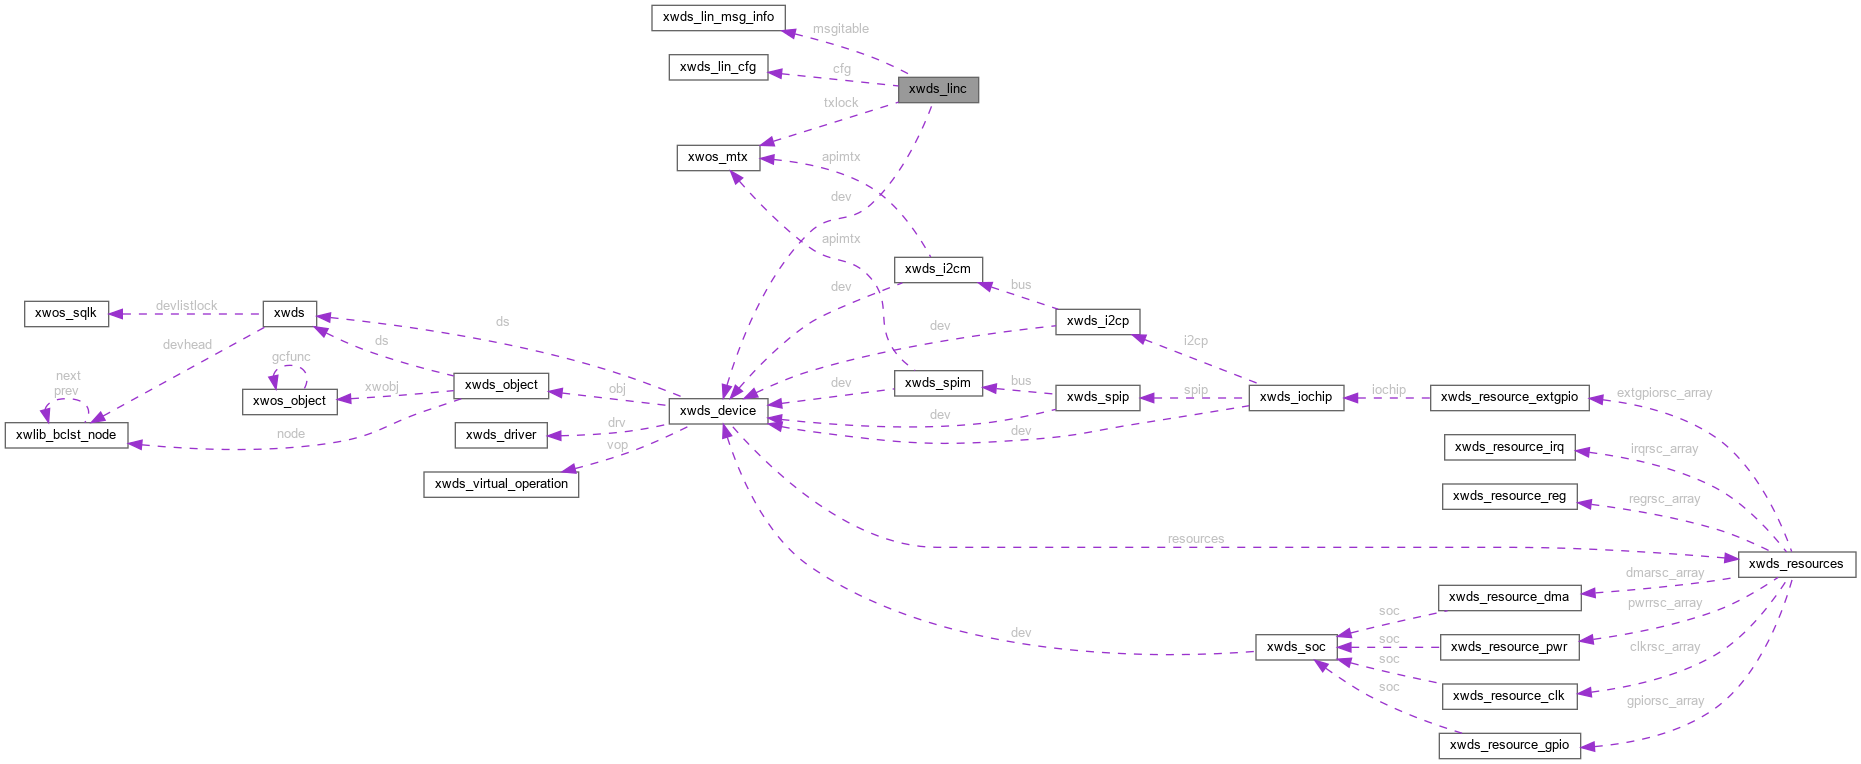 xwds_lin_msg_info
msgitable
xwds_lin_cfg
cfg
xwds_linc
txlock
xwos_mtx
apimtx
dev
apimtx
xwds_i2cm
dev
bus
xwos_sqlk
devlistlock
xwds
ds
dev
xwds_i2cp
i2cp
devhead
ds
gcfunc
next
prev
xwobj
xwds_object
obj
dev
xwds_spim
bus
xwds_spip
spip
xwds_iochip
iochip
xwds_resource_extgpio
extgpiorsc_array
xwos_object
xwds_device
dev
dev
xwlib_bclst_node
node
xwds_driver
drv
vop
xwds_resource_irq
irqrsc_array
xwds_virtual_operation
xwds_resource_reg
regrsc_array
resources
xwds_resources
dmarsc_array
xwds_resource_dma
pwrrsc_array
soc
dev
xwds_soc
soc
xwds_resource_pwr
clkrsc_array
soc
xwds_resource_clk
soc
gpiorsc_array
xwds_resource_gpio